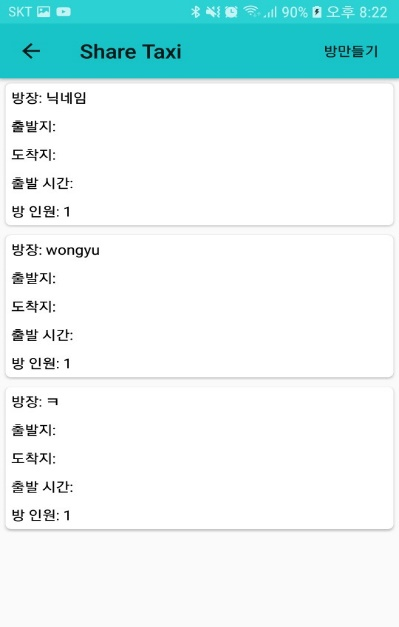 SKT 90% 오후 8:22
Share Taxi 방만들기
방장: 닉네임
출발지:
도착지:
출발 시간:
방 인원: 1
방장: wongyu
출발지:
도착지:
출발 시간:
방 인원: 1
방장: ㅋ
출발지:
도착지:
출발 시간:
방 인원: 1